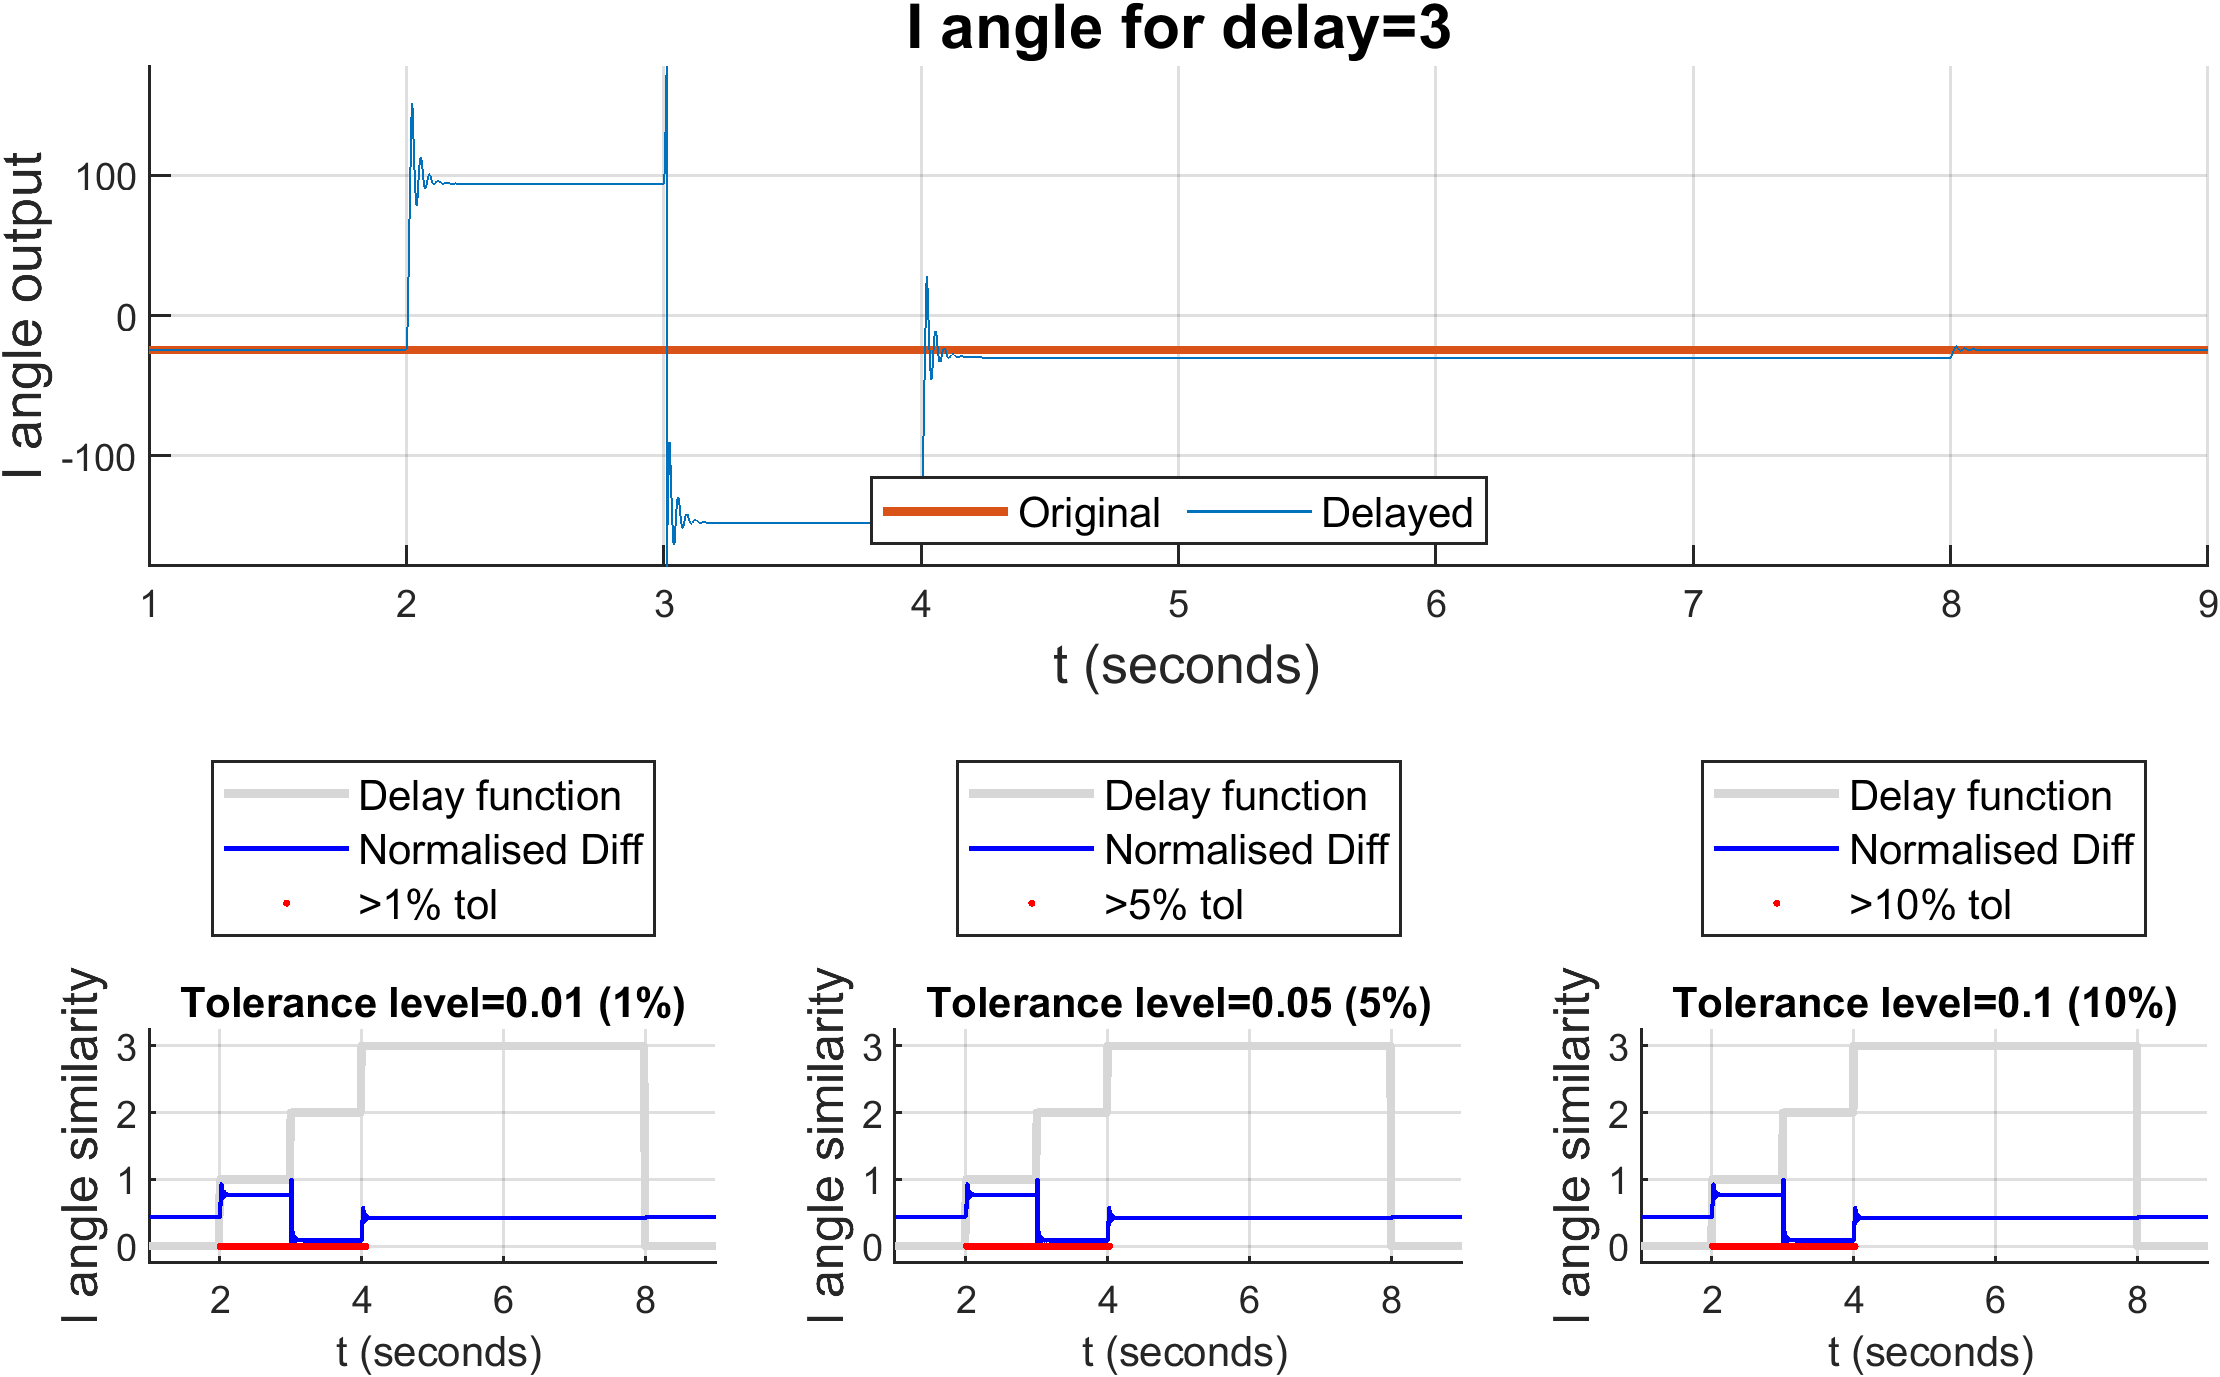 I angle for delay=3
I angle output
100
0
-100
Original Delayed
1 2 3 4 5 6 7 8 9
t (seconds)
Delay function
Normalised Diff
>1% tol
Tolerance level=0.01 (1%)
I angle similarity
3
2
1
0
2 4 6 8
t (seconds)
Delay function
Normalised Diff
>5% tol
Tolerance level=0.05 (5%)
I angle similarity
3
2
1
0
2 4 6 8
t (seconds)
Delay function
Normalised Diff
>10% tol
Tolerance level=0.1 (10%)
I angle similarity
3
2
1
0
2 4 6 8
t (seconds)